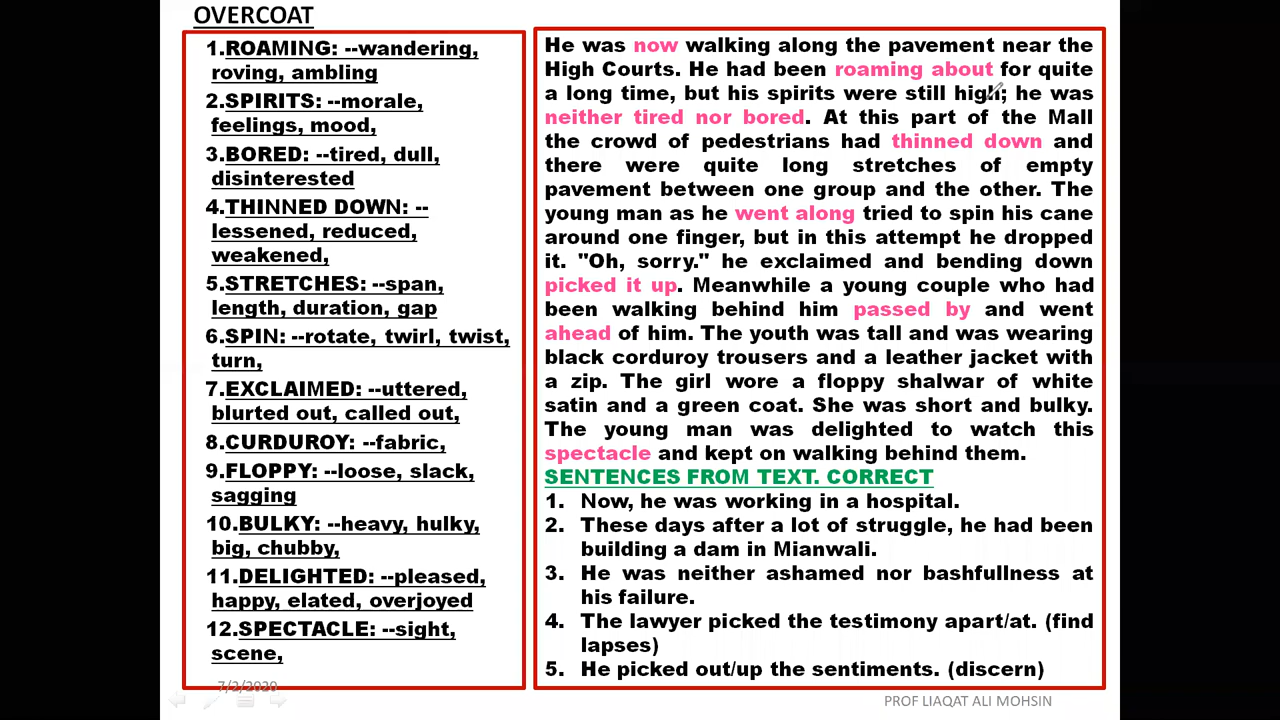 OVERCOAT
1.ROAMING: --wandering,
roving, ambling
2.SPIRITS: --morale,
feelings, mood,
3.BORED: --tired, dull,
disinterested
4.THINNED DOWN: --
lessened, reduced,
weakened,
5.STRETCHES: --span,
length, duration, gap
6.SPIN: --rotate, twirl, twist,
turn,
7.EXCLAIMED: --uttered,
blurted out, called out,
8.CURDUROY: --fabric,
9.FLOPPY: --loose, slack,
sagging
10.BULKY: --heavy, hulky,
big, chubby,
11.DELIGHTED: --pleased,
happy, elated, overjoyed
12.SPECTACLE: --sight,
scene,
He was now walking along the pavement near the
High Courts. He had been roaming about for quite
a long time, but his spirits were still high; he was
neither tired nor bored. At this part of the Mall
the crowd of pedestrians had thinned down and
there were quite long stretches of empty
pavement between one group and the other. The
young man as he went along tried to spin his cane
around one finger, but in this attempt he dropped
it. "Oh, sorry." he exclaimed and bending down
picked it up. Meanwhile a young couple who had
been walking behind him passed by and went
ahead of him. The youth was tall and was wearing
black corduroy trousers and a leather jacket with
a zip. The girl wore a floppy shalwar of white
satin and a green coat. She was short and bulky.
The young man was delighted to watch this
spectacle and kept on walking behind them.
SENTENCES FROM TEXT. CORRECT
1. Now, he was working in a hospital.
2. These days after a lot of struggle, he had been
building a dam in Mianwali.
3. He was neither ashamed nor bashfullness at
his failure.
4. The lawyer picked the testimony apart/at. (find
lapses)
5. He picked out/up the sentiments. (discern)
7/2/2020
PROF LIAQAT ALI MOHSIN